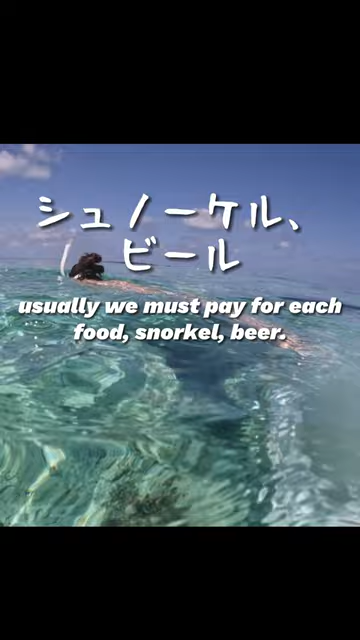 シュノーケル、
ビール
usually we must pay for each
food, snorkel, beer.